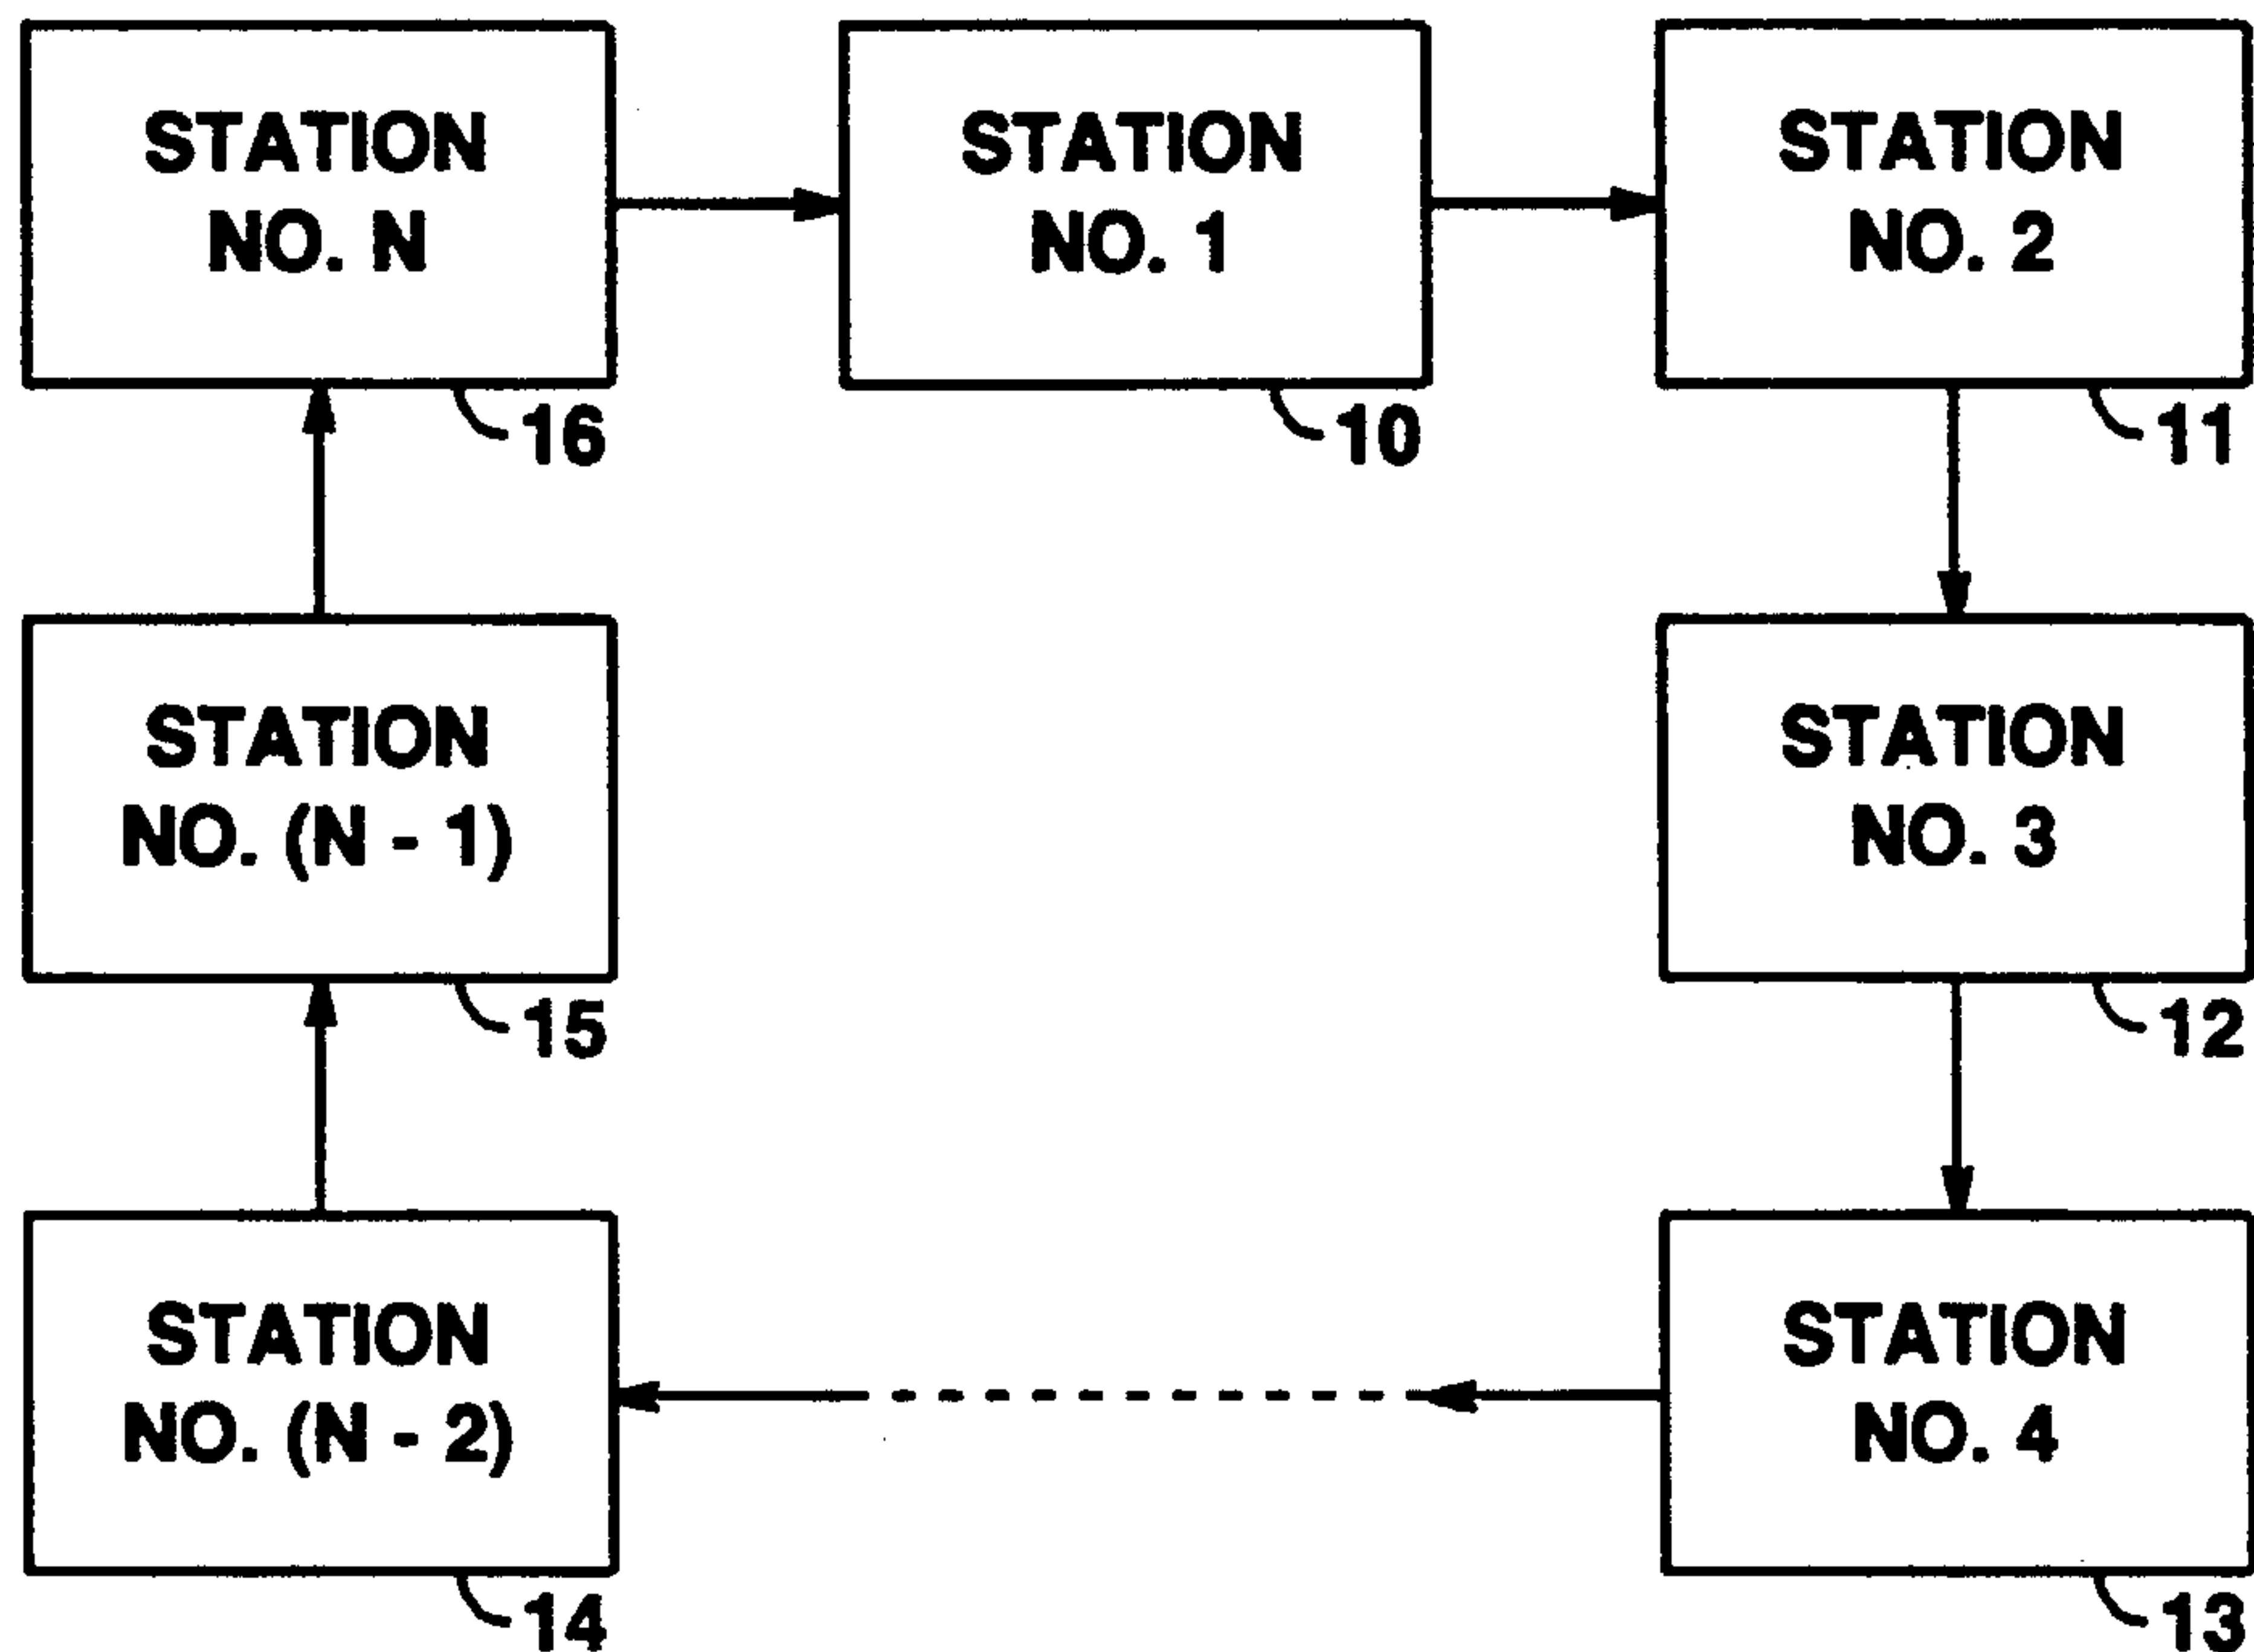 STATION
NO. N
16
STATION
NO. 1
10
STATION
NO. 2
11
STATION
NO. (N - 1)
15
STATION
NO. 3
12
STATION
NO. (N - 2)
14
STATION
NO. 4
13